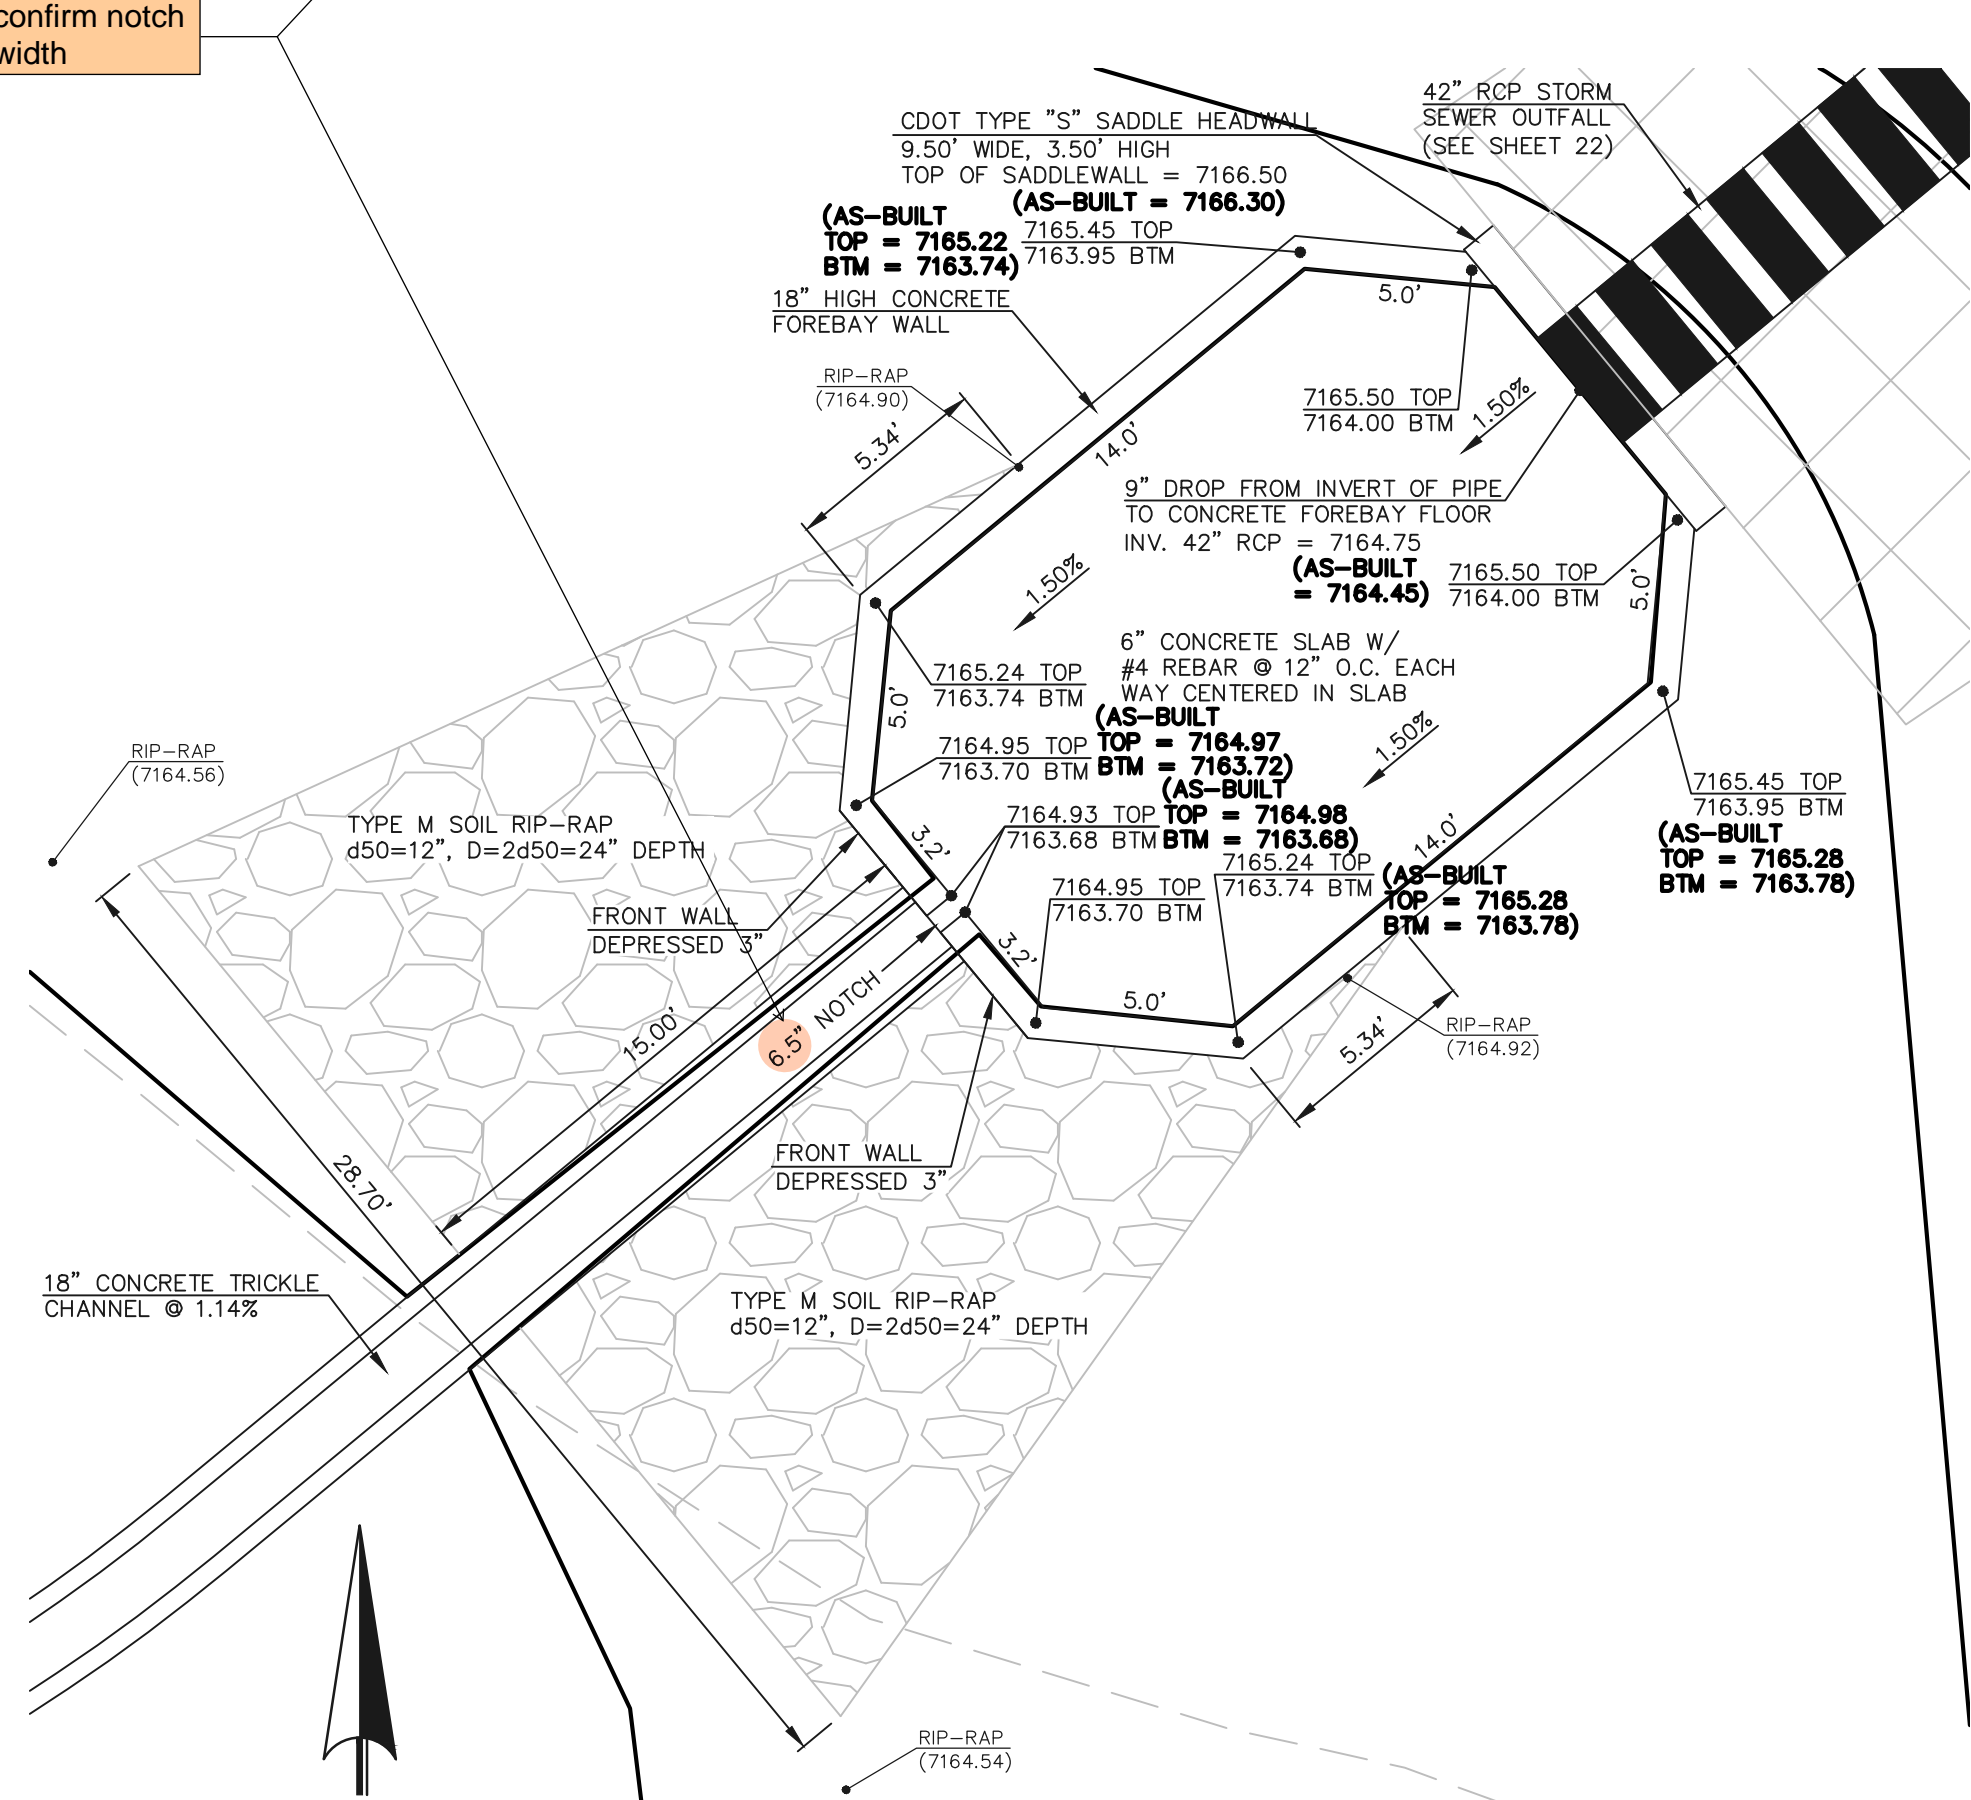 confirm notch
width
42" RCP STORM
SEWER OUTFALL
(SEE SHEET 22)
CDOT TYPE "S" SADDLE HEADWALL
9.50' WIDE, 3.50' HIGH
TOP OF SADDLEWALL = 7166.50
(AS-BUILT = 7166.30)
(AS-BUILT
TOP = 7165.22
BTM = 7163.74)
7165.45 TOP
7163.95 BTM
18" HIGH CONCRETE
FOREBAY WALL
5.0'
RIP-RAP
(7164.90)
5.34'
14.0'
7165.50 TOP
7164.00 BTM
1.50%
9" DROP FROM INVERT OF PIPE
TO CONCRETE FOREBAY FLOOR
INV. 42" RCP = 7164.75
(AS-BUILT
= 7164.45)
7165.50 TOP
7164.00 BTM
5.0'
1.50%
6" CONCRETE SLAB W/
#4 REBAR @ 12" O.C. EACH
WAY CENTERED IN SLAB
7165.24 TOP
7163.74 BTM
5.0'
(AS-BUILT
TOP = 7164.97
BTM = 7163.72)
7164.95 TOP
7163.70 BTM
1.50%
RIP-RAP
(7164.56)
(AS-BUILT
TOP = 7164.98
BTM = 7163.68)
7164.93 TOP
7163.68 BTM
7165.45 TOP
7163.95 BTM
(AS-BUILT
TOP = 7165.28
BTM = 7163.78)
TYPE M SOIL RIP-RAP
d50=12", D=2d50=24" DEPTH
3.2'
14.0'
7165.24 TOP
7163.74 BTM
(AS-BUILT
TOP = 7165.28
BTM = 7163.78)
7164.95 TOP
7163.70 BTM
FRONT WALL
DEPRESSED 3"
3.2'
5.0'
6.5" NOTCH
15.00'
RIP-RAP
(7164.92)
5.34'
FRONT WALL
DEPRESSED 3"
28.70'
18" CONCRETE TRICKLE
CHANNEL @ 1.14%
TYPE M SOIL RIP-RAP
d50=12", D=2d50=24" DEPTH
RIP-RAP
(7164.54)